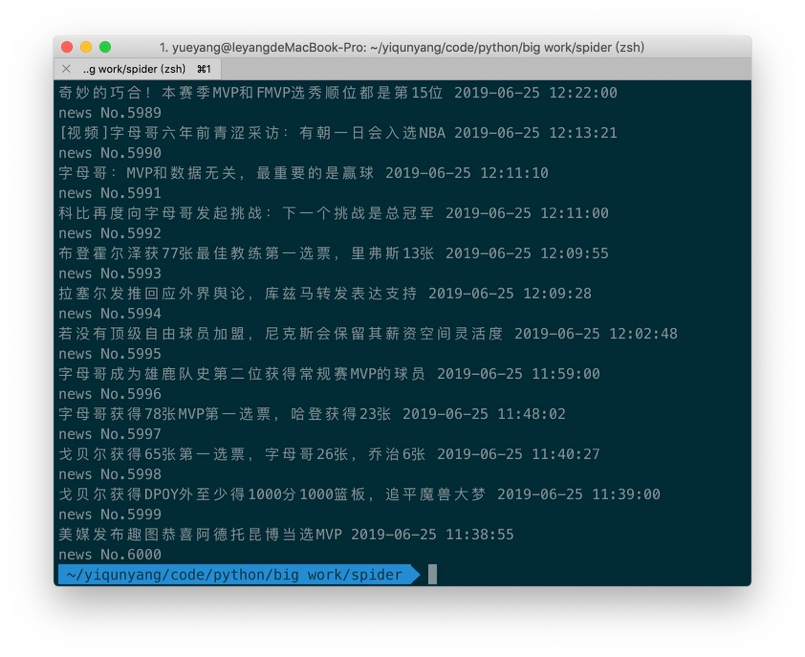 1. yueyang@leyangdeMacBook-Pro: ~/yiqunyang/code/python/big work/spider (zsh)
..g work/spider (zsh) ⌘1
奇妙的巧合！本赛季MVP和FMVP选秀顺位都是第15位 2019-06-25 12:22:00
news No.5989
[视频]字母哥六年前青涩采访：有朝一日会入选NBA 2019-06-25 12:13:21
news No.5990
字母哥：MVP和数据无关，最重要的是赢球 2019-06-25 12:11:10
news No.5991
科比再度向字母哥发起挑战：下一个挑战是总冠军 2019-06-25 12:11:00
news No.5992
布登霍尔泽获77张最佳教练第一选票，里弗斯13张 2019-06-25 12:09:55
news No.5993
拉塞尔发推回应外界舆论，库兹马转发表达支持 2019-06-25 12:09:28
news No.5994
若没有顶级自由球员加盟，尼克斯会保留其薪资空间灵活度 2019-06-25 12:02:48
news No.5995
字母哥成为雄鹿队史第二位获得常规赛MVP的球员 2019-06-25 11:59:00
news No.5996
字母哥获得78张MVP第一选票，哈登获得23张 2019-06-25 11:48:02
news No.5997
戈贝尔获得65张第一选票，字母哥26张，乔治6张 2019-06-25 11:40:27
news No.5998
戈贝尔获得DPOY外至少得1000分1000篮板，追平魔兽大梦 2019-06-25 11:39:00
news No.5999
美媒发布趣图恭喜阿德托昆博当选MVP 2019-06-25 11:38:55
news No.6000
~/yiqunyang/code/python/big work/spider